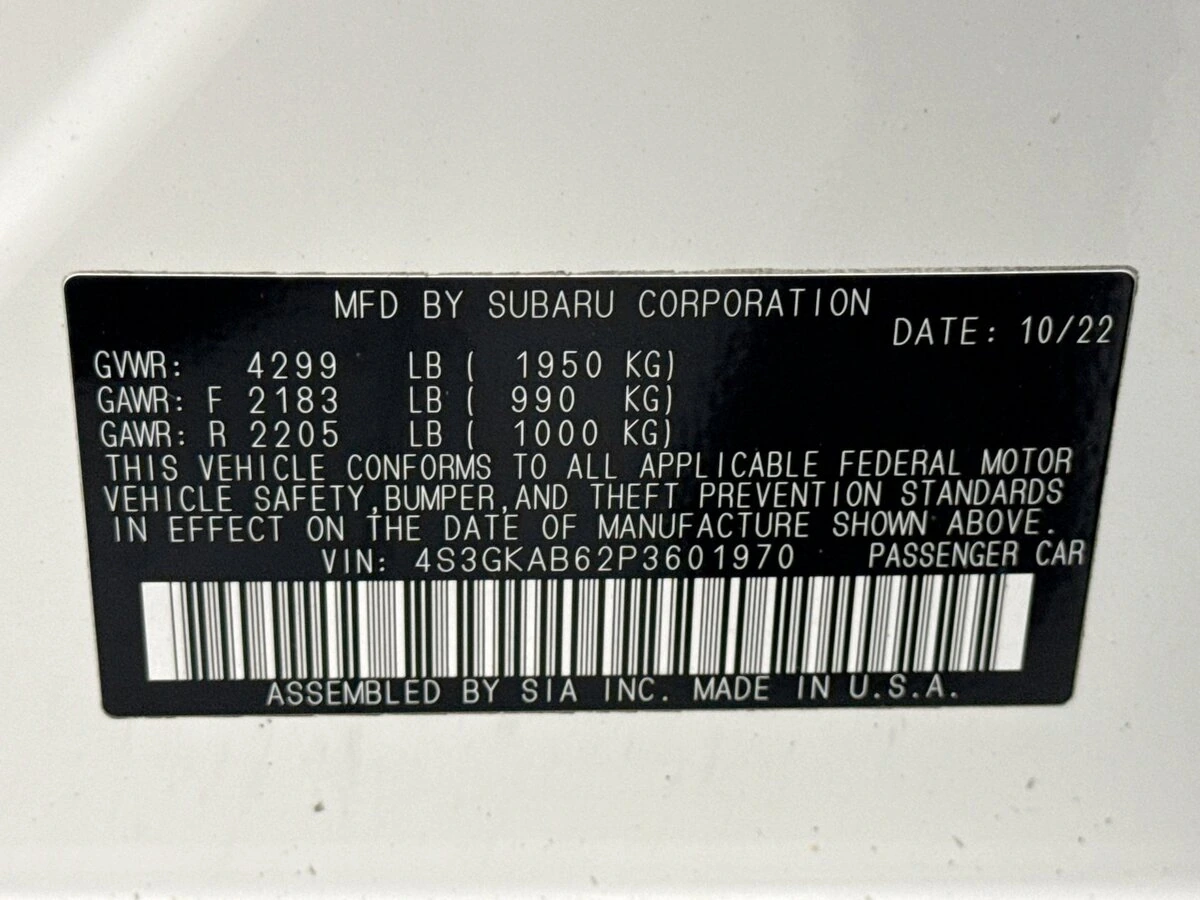 MFD BY SUBARU CORPORATION
DATE: 10/22
GVWR: 4299 LB ( 1950 KG)
GAWR: F 2183 LB ( 990 KG)
GAWR: R 2205 LB ( 1000 KG)
THIS VEHICLE CONFORMS TO ALL APPLICABLE FEDERAL MOTOR
VEHICLE SAFETY,BUMPER,AND THEFT PREVENTION STANDARDS
IN EFFECT ON THE DATE OF MANUFACTURE SHOWN ABOVE.
VIN: 4S3GKAB62P3601970 PASSENGER CAR
ASSEMBLED BY SIA INC. MADE IN U.S.A.